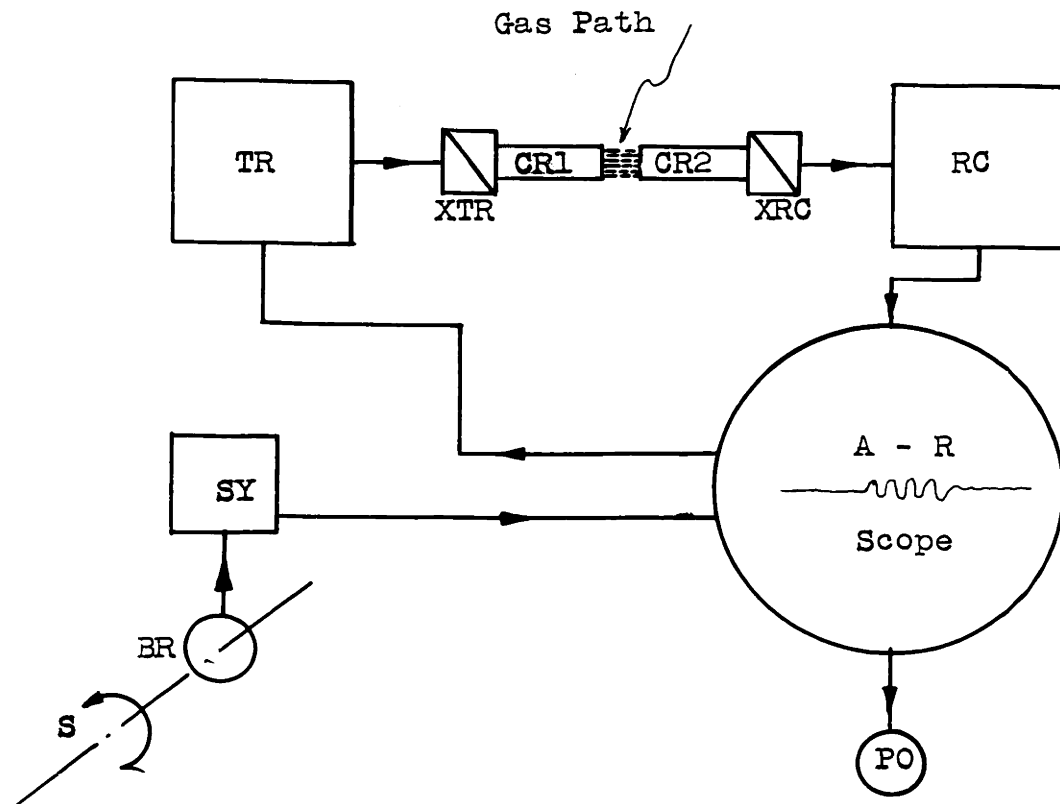 Gas Path
TR
CR1
CR2
RC
XTR
XRC
A - R
SY
Scope
BR
S
PO